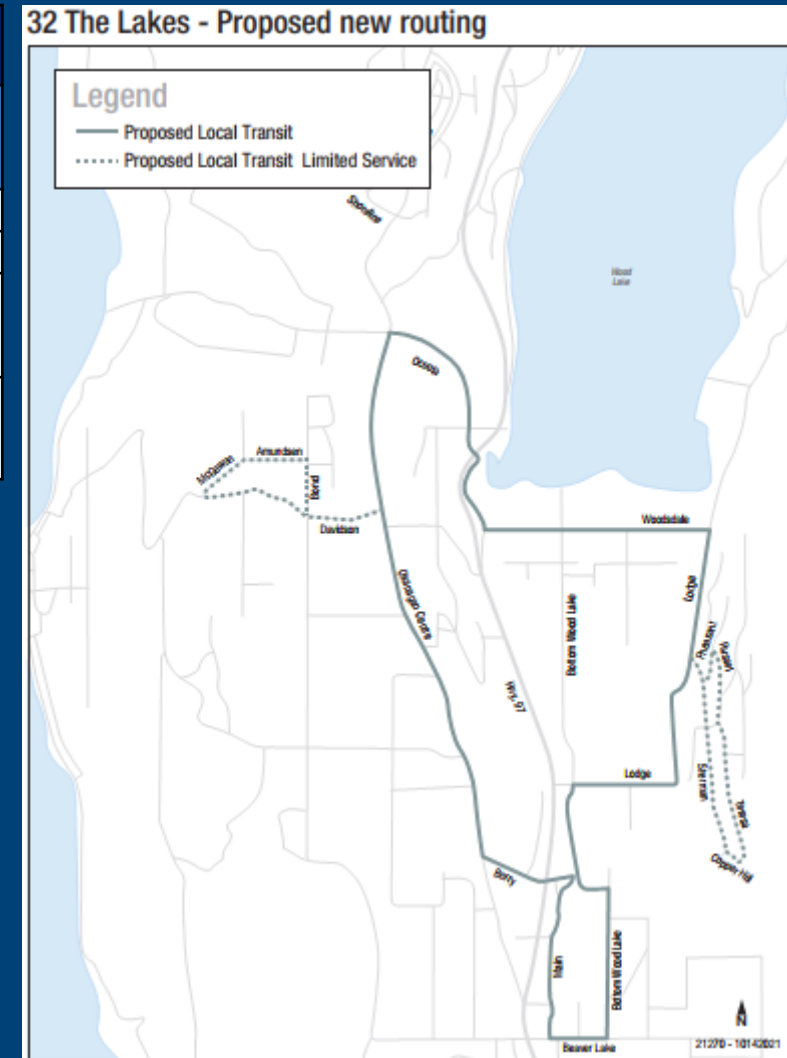 32 The Lakes - Proposed new routing
Legend
Proposed Local Transit
Proposed Local Transit Limited Service
Shoreline
Wood
Lake
Oceola
Amundsen
McGowan
Bond
Davidson
Woodsdale
Okanagan Centre
Bottom Wood Lake
Lodge
Hwy 97
Lodge
Sherman
Copper Hill
Berry
Main
Bottom Wood Lake
Beaver Lake
N
21270 - 10142021